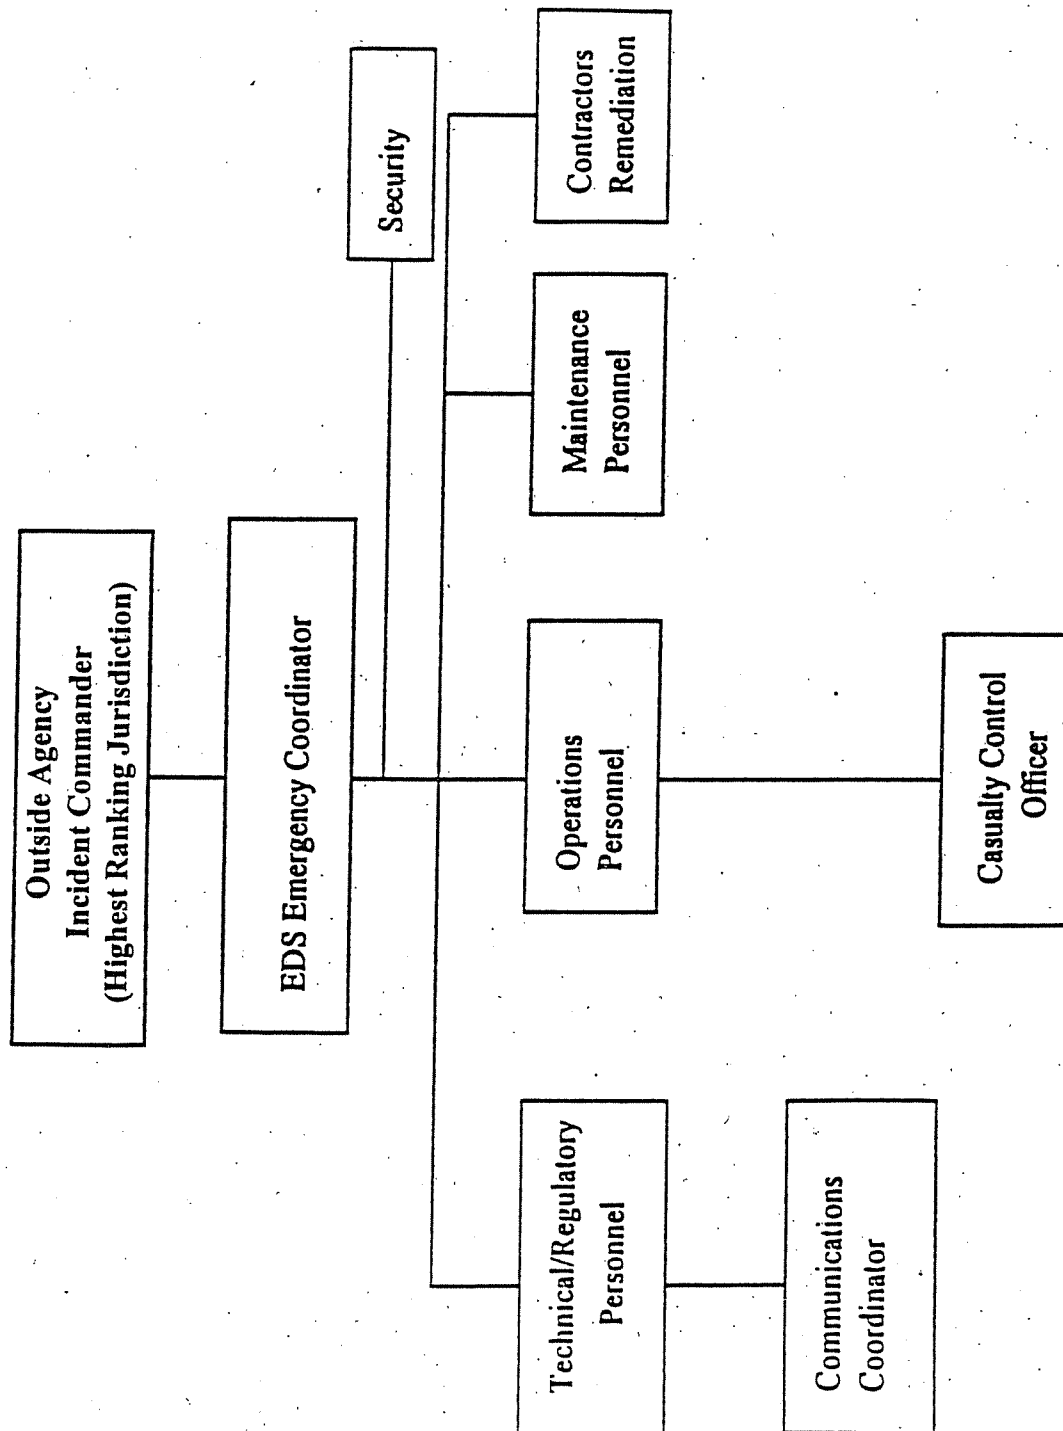 Outside Agency
Incident Commander
(Highest Ranking Jurisdiction)
EDS Emergency Coordinator
Security
Technical/Regulatory
Personnel
Operations
Personnel
Maintenance
Personnel
Contractors
Remediation
Communications
Coordinator
Casualty Control
Officer